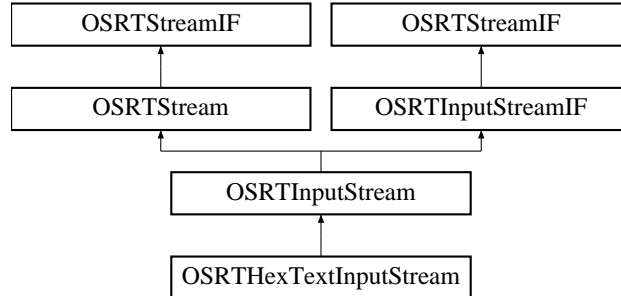 OSRTStreamIF
OSRTStreamIF
OSRTStream
OSRTInputStreamIF
OSRTInputStream
OSRTHexTextInputStream